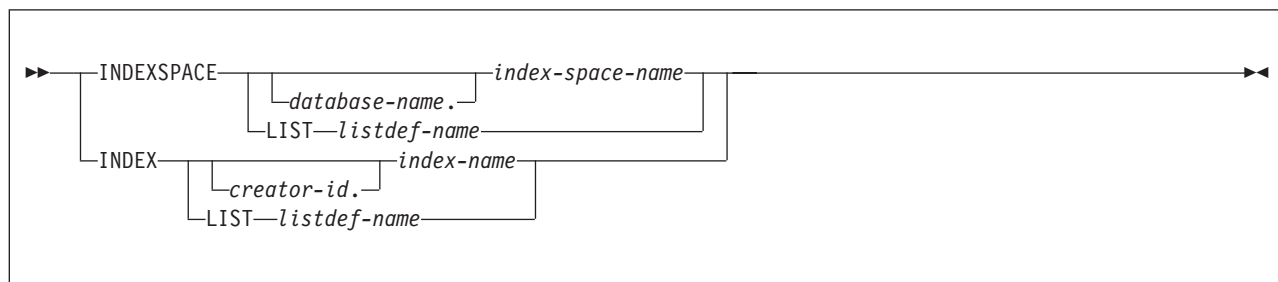 INDEXSPACE index-space-name
database-name.
LIST listdef-name
INDEX index-name
creator-id.
LIST listdef-name